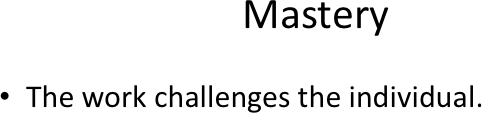 Mastery
• The work challenges the individual.